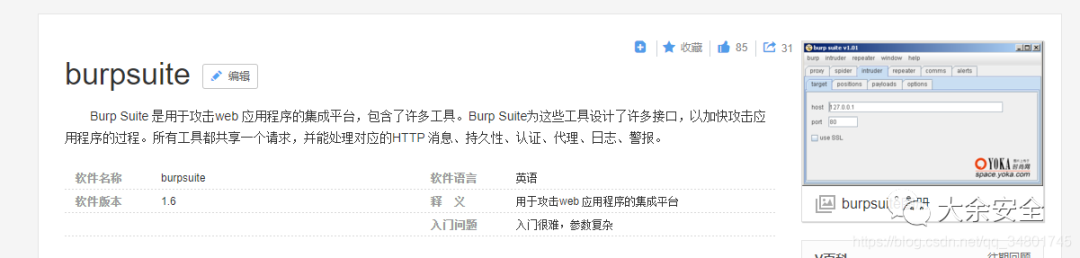 收藏 85 31
burpsuite 编辑
Burp Suite 是用于攻击web 应用程序的集成平台，包含了许多工具。Burp Suite为这些工具设计了许多接口，以加快攻击应
用程序的过程。所有工具都共享一个请求，并能处理对应的HTTP 消息、持久性、认证、代理、日志、警报。
软件名称 burpsuite 软件语言 英语
软件版本 1.6 释 义 用于攻击web 应用程序的集成平台
入门问题 入门很难，参数复杂
burp suite v1.01
burp intruder repeater window help
proxy spider intruder repeater comms alerts
target positions payloads options
host 127.0.0.1
port 80
use SSL
YOKA
space.yoka.com
burpsuite
大余安全
https://blog.csdn.net/qq_34801745
V百科 往期回顾